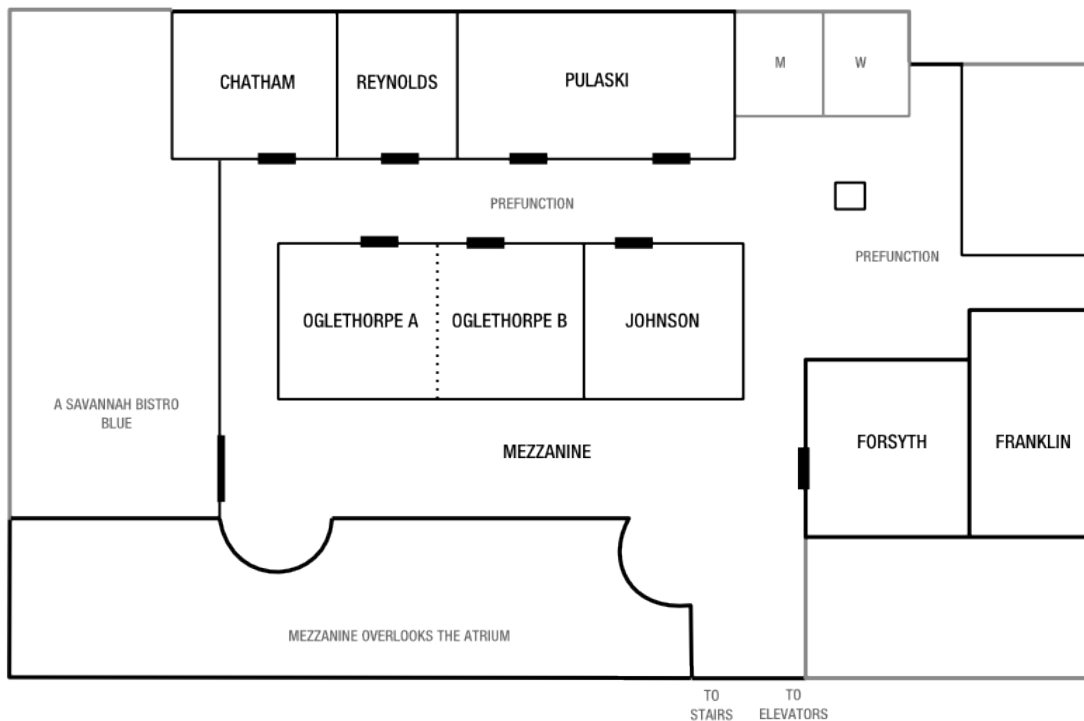 CHATHAM
REYNOLDS
PULASKI
M
W
PREFUNCTION
PREFUNCTION
OGLETHORPE A
OGLETHORPE B
JOHNSON
A SAVANNAH BISTRO
BLUE
MEZZANINE
FORSYTH
FRANKLIN
MEZZANINE OVERLOOKS THE ATRIUM
TO
STAIRS
TO
ELEVATORS